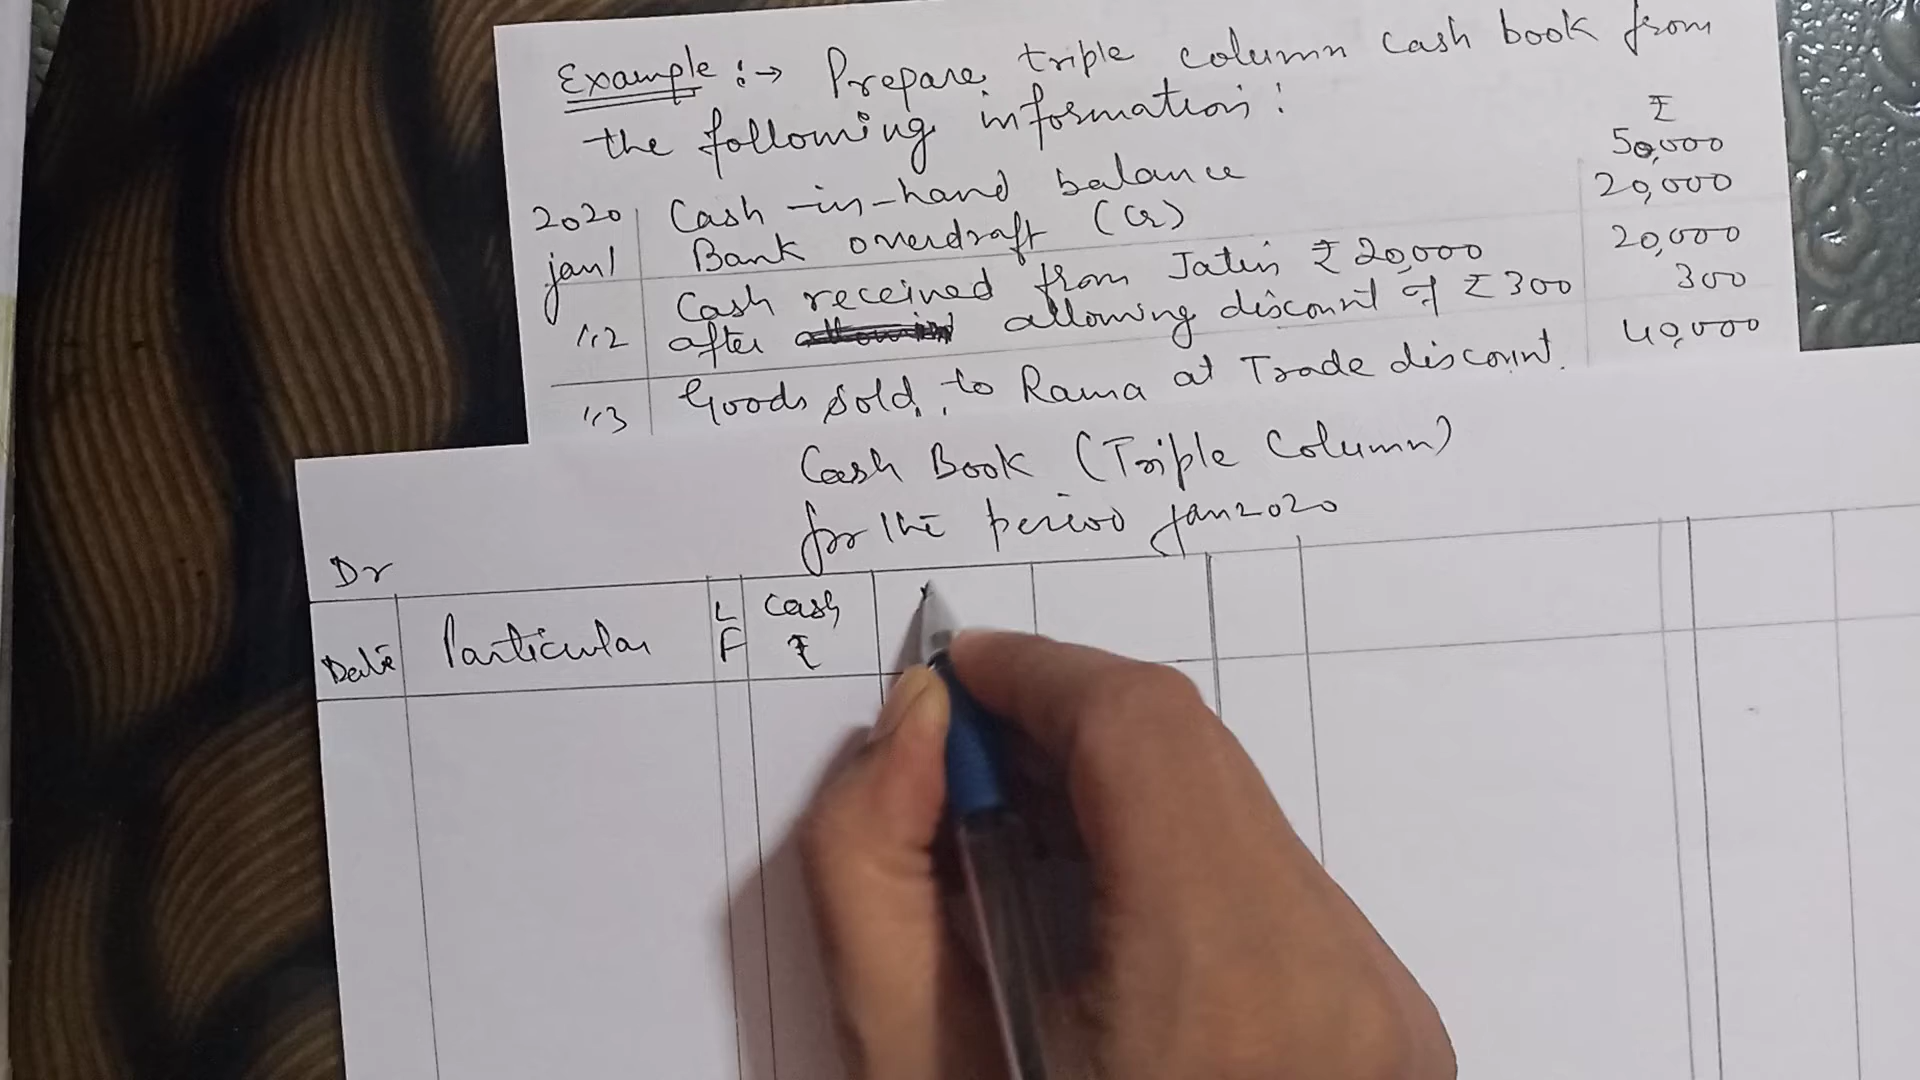 Example :→ Prepare triple column cash book from
the following information:
₹
2020 Cash-in-hand balance 50,000
Jan 1 Bank overdraft (Cr) 20,000
〃2 Cash received from Jatin ₹ 20,000 20,000
after allowing discount of ₹ 300 300
〃3 Goods sold to Rama at Trade discount. 40,000
Cash Book (Triple Column)
for the period Jan 2020
Dr
Date Particular L F Cash ₹